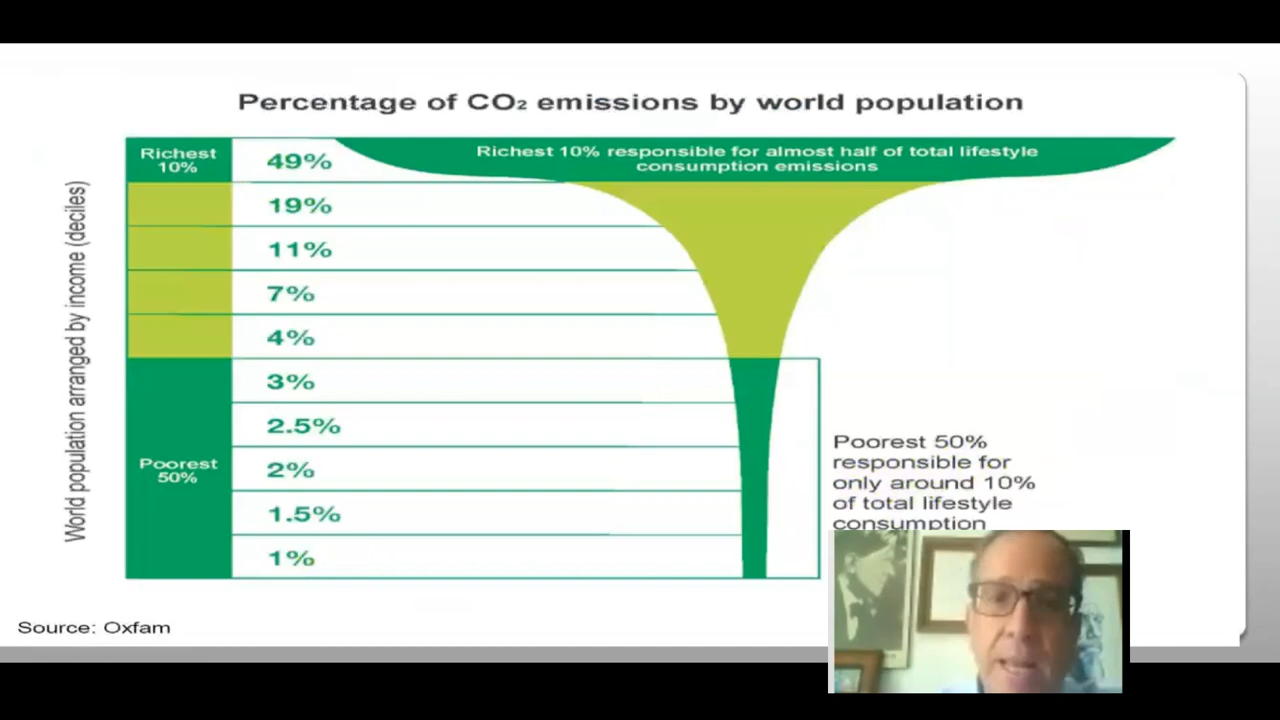 Percentage of CO₂ emissions by world population
World population arranged by income (deciles)
Richest
10%
49%
Richest 10% responsible for almost half of total lifestyle
consumption emissions
19%
11%
7%
4%
3%
2.5%
Poorest
50%
2%
1.5%
1%
Poorest 50%
responsible for
only around 10%
of total lifestyle
consumption
Source: Oxfam